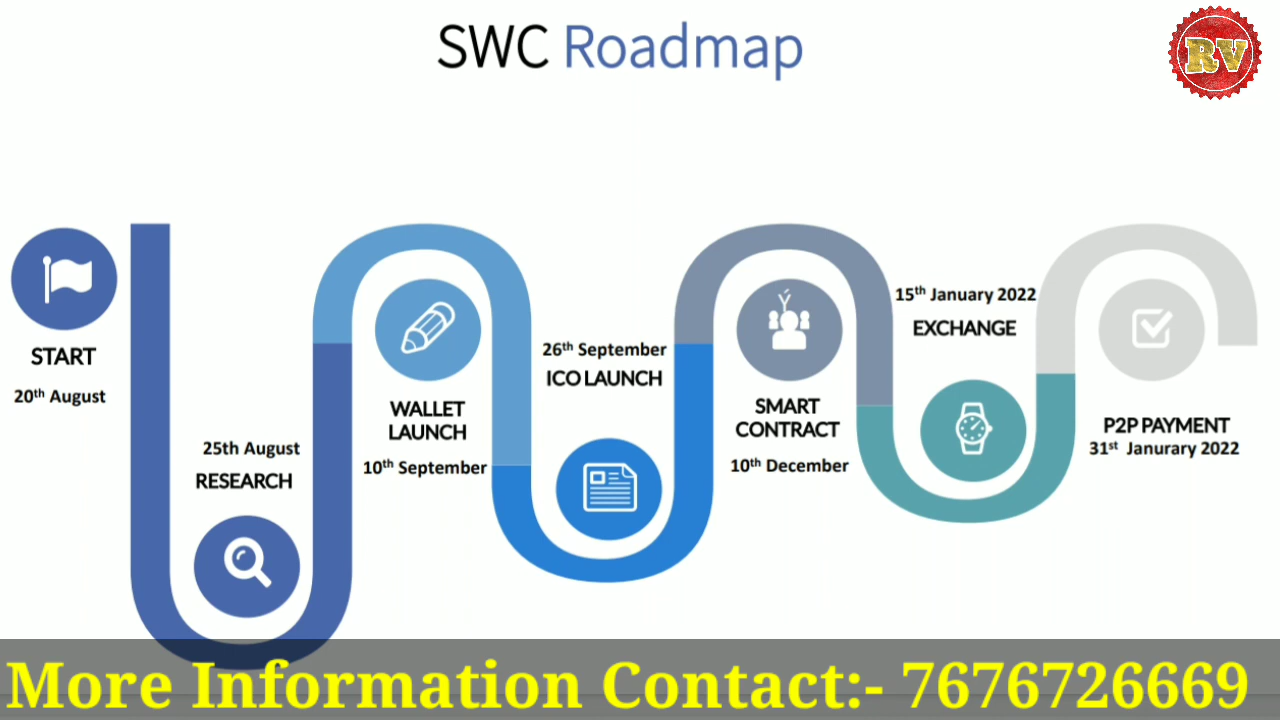 SWC Roadmap
RV
START
20th August
25th August
RESEARCH
WALLET
LAUNCH
10th September
26th September
ICO LAUNCH
SMART
CONTRACT
10th December
15th January 2022
EXCHANGE
P2P PAYMENT
31st Janurary 2022
More Information Contact:- 7676726669